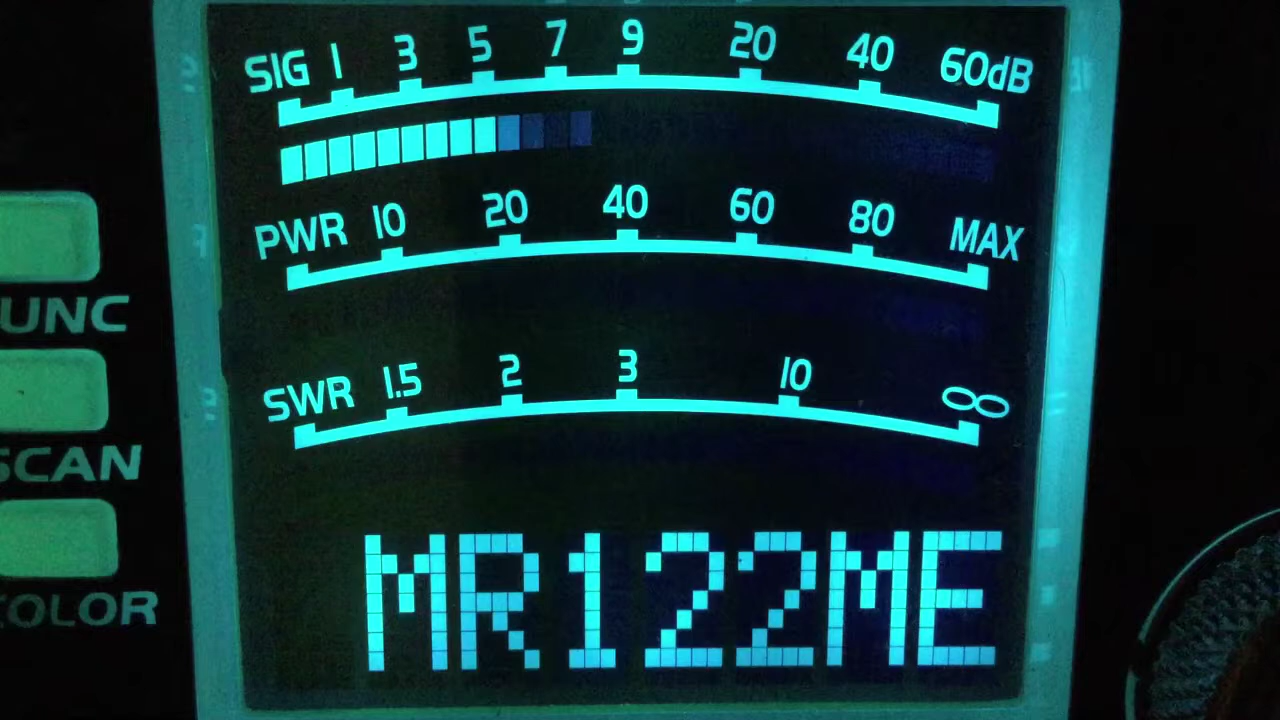 SIG 1 3 5 7 9 20 40 60dB
PWR 10 20 40 60 80 MAX
UNC
SWR 1.5 2 3 10 ∞
SCAN
COLOR
MR122ME